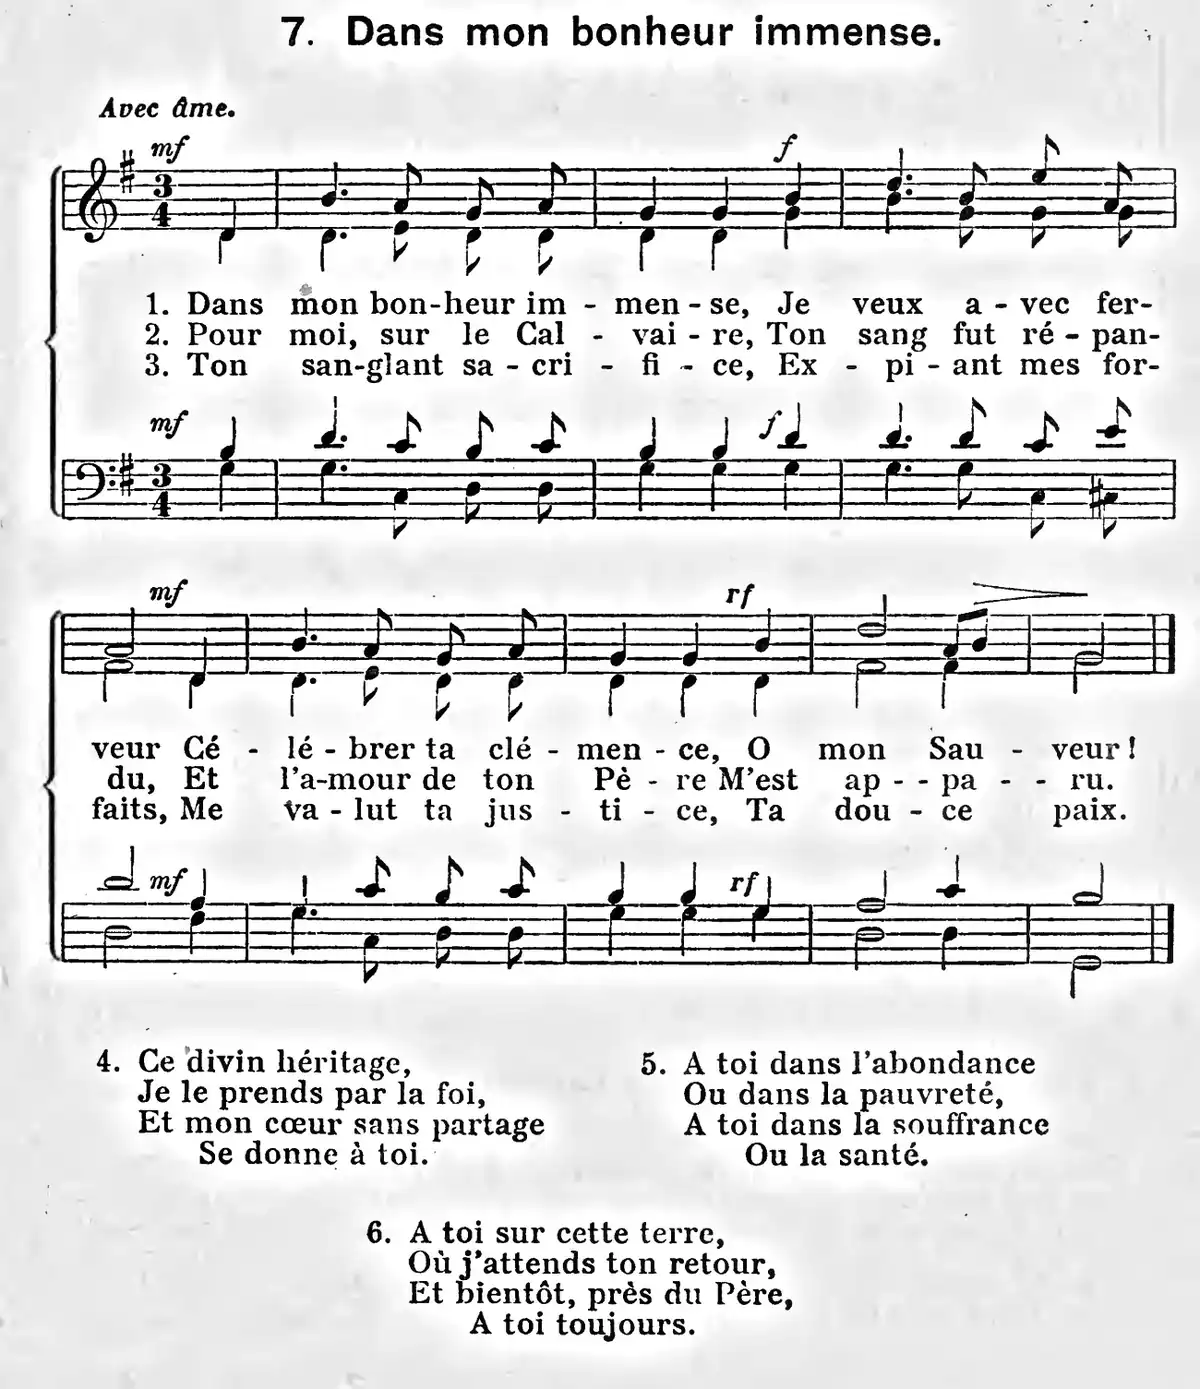 7. Dans mon bonheur immense.
Avec âme.
mf f
3 4
1. Dans mon bon-heur im - men - se, Je veux a - vec fer-
2. Pour moi, sur le Cal - vai - re, Ton sang fut ré - pan-
3. Ton san-glant sa - cri - fi - ce, Ex - pi - ant mes for-
mf f
3 4
mf rf
veur Cé - lé - brer ta clé - men - ce, O mon Sau - veur!
du, Et l'a-mour de ton Pè - re M'est ap - - pa - - ru.
faits, Me va - lut ta jus - ti - ce, Ta dou - ce paix.
mf rf
4. Ce divin héritage,
Je le prends par la foi,
Et mon cœur sans partage
Se donne à toi.
5. A toi dans l'abondance
Ou dans la pauvreté,
A toi dans la souffrance
Ou la santé.
6. A toi sur cette terre,
Où j'attends ton retour,
Et bientôt, près du Père,
A toi toujours.